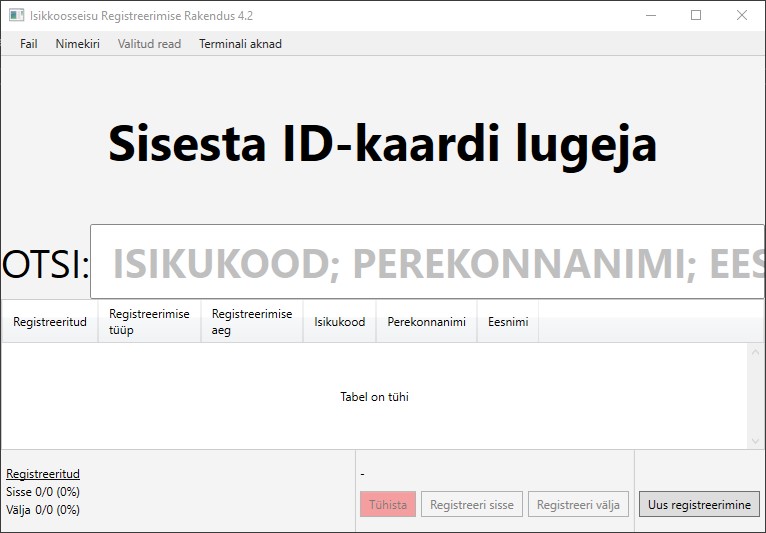 Isikkoosseisu Registreerimise Rakendus 4.2
Fail Nimekiri Valitud read Terminali aknad
Sisesta ID-kaardi lugeja
OTSI: ISIKUKOOD; PEREKONNANIMI; EES
Registreeritud Registreerimise tüüp Registreerimise aeg Isikukood Perekonnanimi Eesnimi
Tabel on tühi
Registreeritud -
Sisse 0/0 (0%)
Välja 0/0 (0%)
Tühista Registreeri sisse Registreeri välja Uus registreerimine